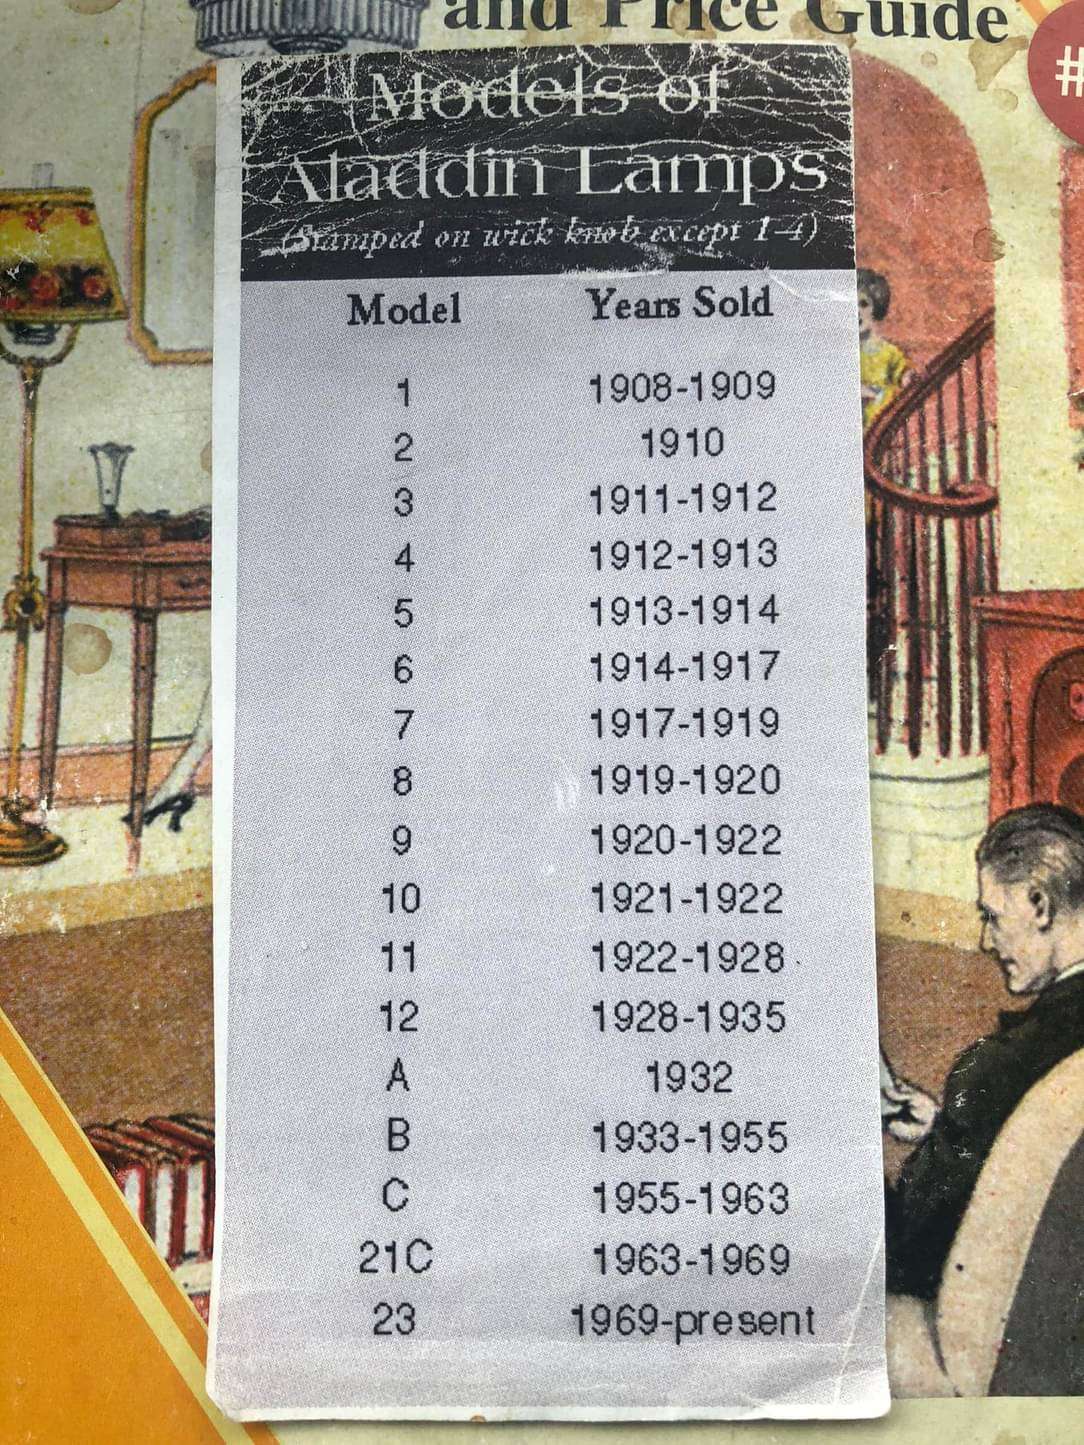 and Price Guide
#
Models of
Aladdin Lamps
(Stamped on wick knob except 1-4)
Model Years Sold
1 1908-1909
2 1910
3 1911-1912
4 1912-1913
5 1913-1914
6 1914-1917
7 1917-1919
8 1919-1920
9 1920-1922
10 1921-1922
11 1922-1928
12 1928-1935
A 1932
B 1933-1955
C 1955-1963
21C 1963-1969
23 1969-present